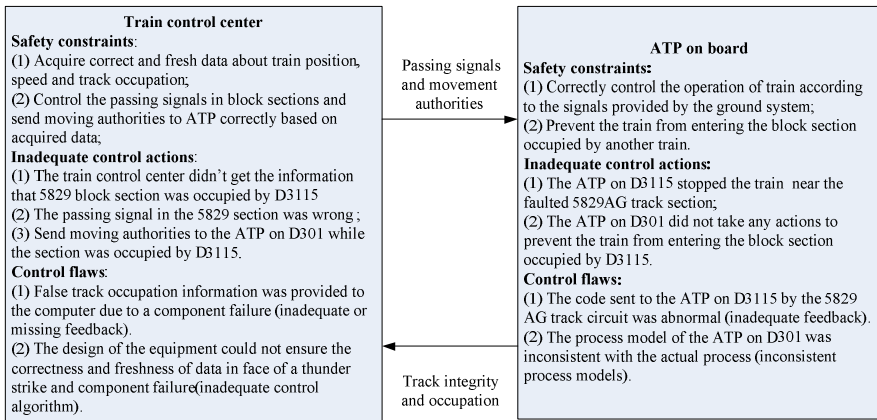 Train control center
Safety constraints:
(1) Acquire correct and fresh data about train position,
speed and track occupation;
(2) Control the passing signals in block sections and
send moving authorities to ATP correctly based on
acquired data;
Inadequate control actions:
(1) The train control center didn't get the information
that 5829 block section was occupied by D3115
(2) The passing signal in the 5829 section was wrong ;
(3) Send moving authorities to the ATP on D301 while
the section was occupied by D3115.
Control flaws:
(1) False track occupation information was provided to
the computer due to a component failure (inadequate or
missing feedback).
(2) The design of the equipment could not ensure the
correctness and freshness of data in face of a thunder
strike and component failure(inadequate control
algorithm).
Passing signals
and movement
authorities
Track integrity
and occupation
ATP on board
Safety constraints:
(1) Correctly control the operation of train according
to the signals provided by the ground system;
(2) Prevent the train from entering the block section
occupied by another train.
Inadequate control actions:
(1) The ATP on D3115 stopped the train near the
faulted 5829AG track section;
(2) The ATP on D301 did not take any actions to
prevent the train from entering the block section
occupied by D3115.
Control flaws:
(1) The code sent to the ATP on D3115 by the 5829
AG track circuit was abnormal (inadequate feedback).
(2) The process model of the ATP on D301 was
inconsistent with the actual process (inconsistent
process models).